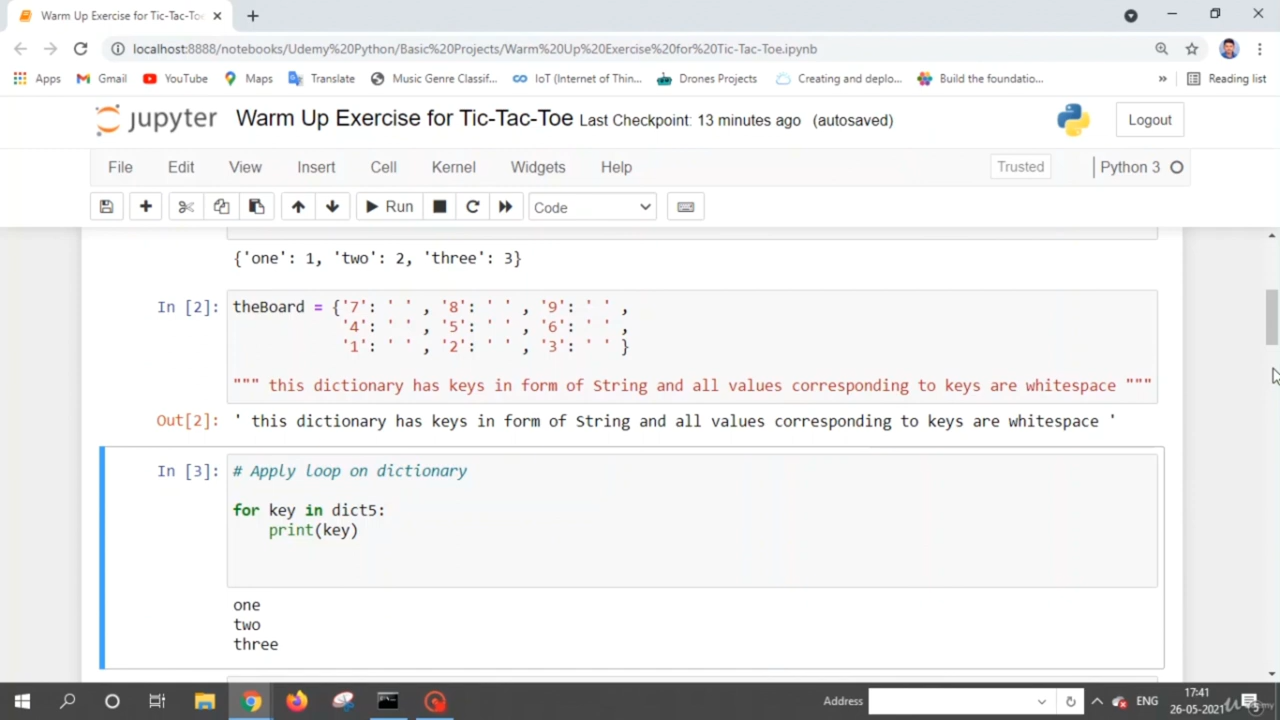 Warm Up Exercise for Tic-Tac-To
localhost:8888/notebooks/Udemy%20Python/Basic%20Projects/Warm%20Up%20Exercise%20for%20Tic-Tac-Toe.ipynb
Apps Gmail YouTube Maps Translate Music Genre Classif... IoT (Internet of Thin... Drones Projects Creating and deplo... Build the foundatio... » Reading list
jupyter Warm Up Exercise for Tic-Tac-Toe Last Checkpoint: 13 minutes ago (autosaved) Logout
File Edit View Insert Cell Kernel Widgets Help Trusted Python 3
Run Code
{'one': 1, 'two': 2, 'three': 3}
In [2]: theBoard = {'7': ' ' , '8': ' ' , '9': ' ' ,
'4': ' ' , '5': ' ' , '6': ' ' ,
'1': ' ' , '2': ' ' , '3': ' ' }
""" this dictionary has keys in form of String and all values corresponding to keys are whitespace """
Out[2]: ' this dictionary has keys in form of String and all values corresponding to keys are whitespace '
In [3]: # Apply loop on dictionary
for key in dict5:
print(key)
one
two
three
Address ENG 17:41
26-05-2021